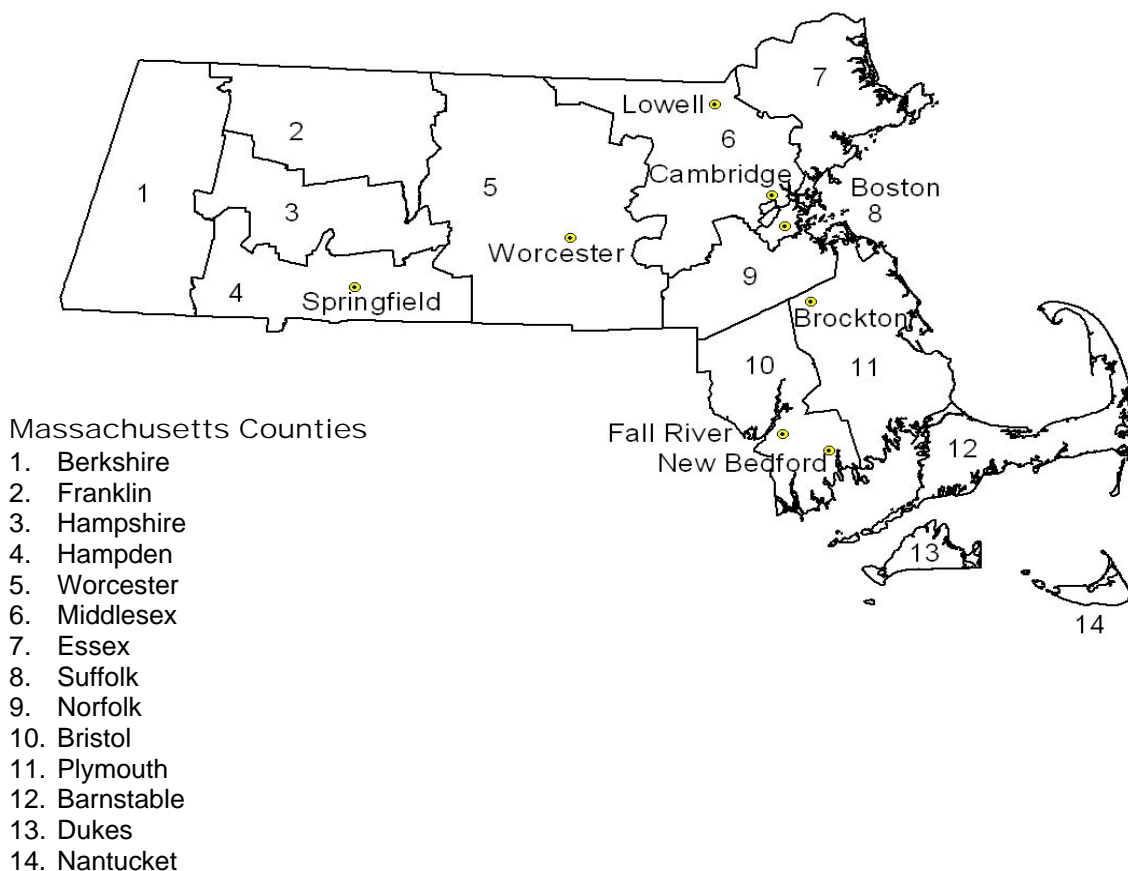 7
Lowell
6
2
Cambridge
Boston
1
5
3
8
Worcester
9
4
Springfield
Brockton
10
11
Fall River
New Bedford
12
13
14
Massachusetts Counties
1. Berkshire
2. Franklin
3. Hampshire
4. Hampden
5. Worcester
6. Middlesex
7. Essex
8. Suffolk
9. Norfolk
10. Bristol
11. Plymouth
12. Barnstable
13. Dukes
14. Nantucket